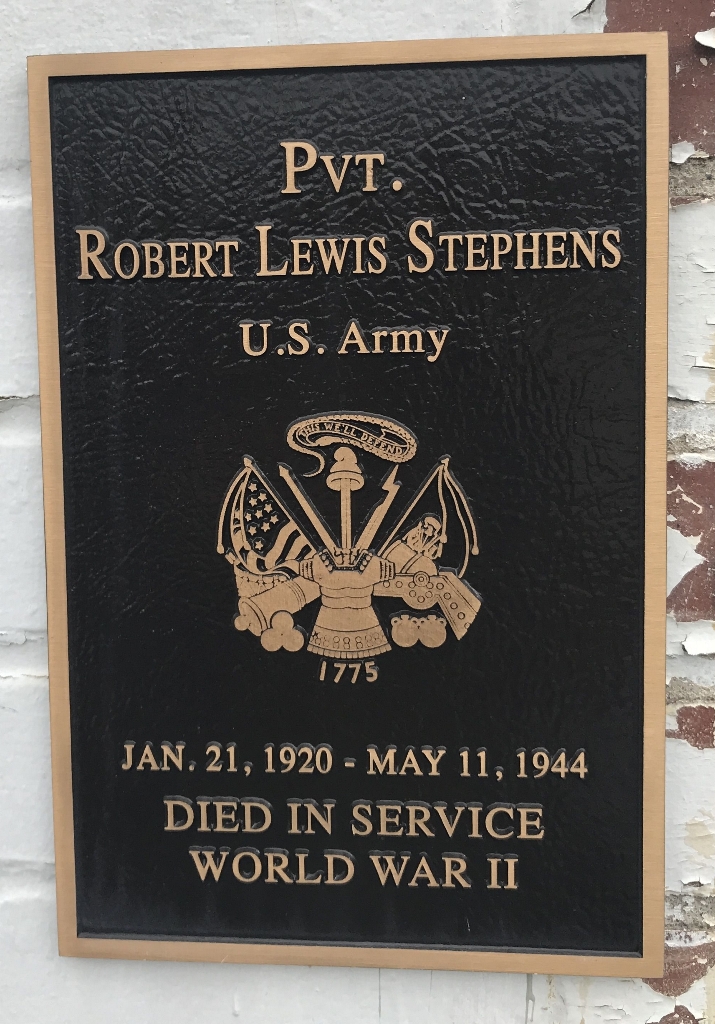 PVT.
ROBERT LEWIS STEPHENS
U.S. Army
THIS WE'LL DEFEND
1775
JAN. 21, 1920 - MAY 11, 1944
DIED IN SERVICE
WORLD WAR II